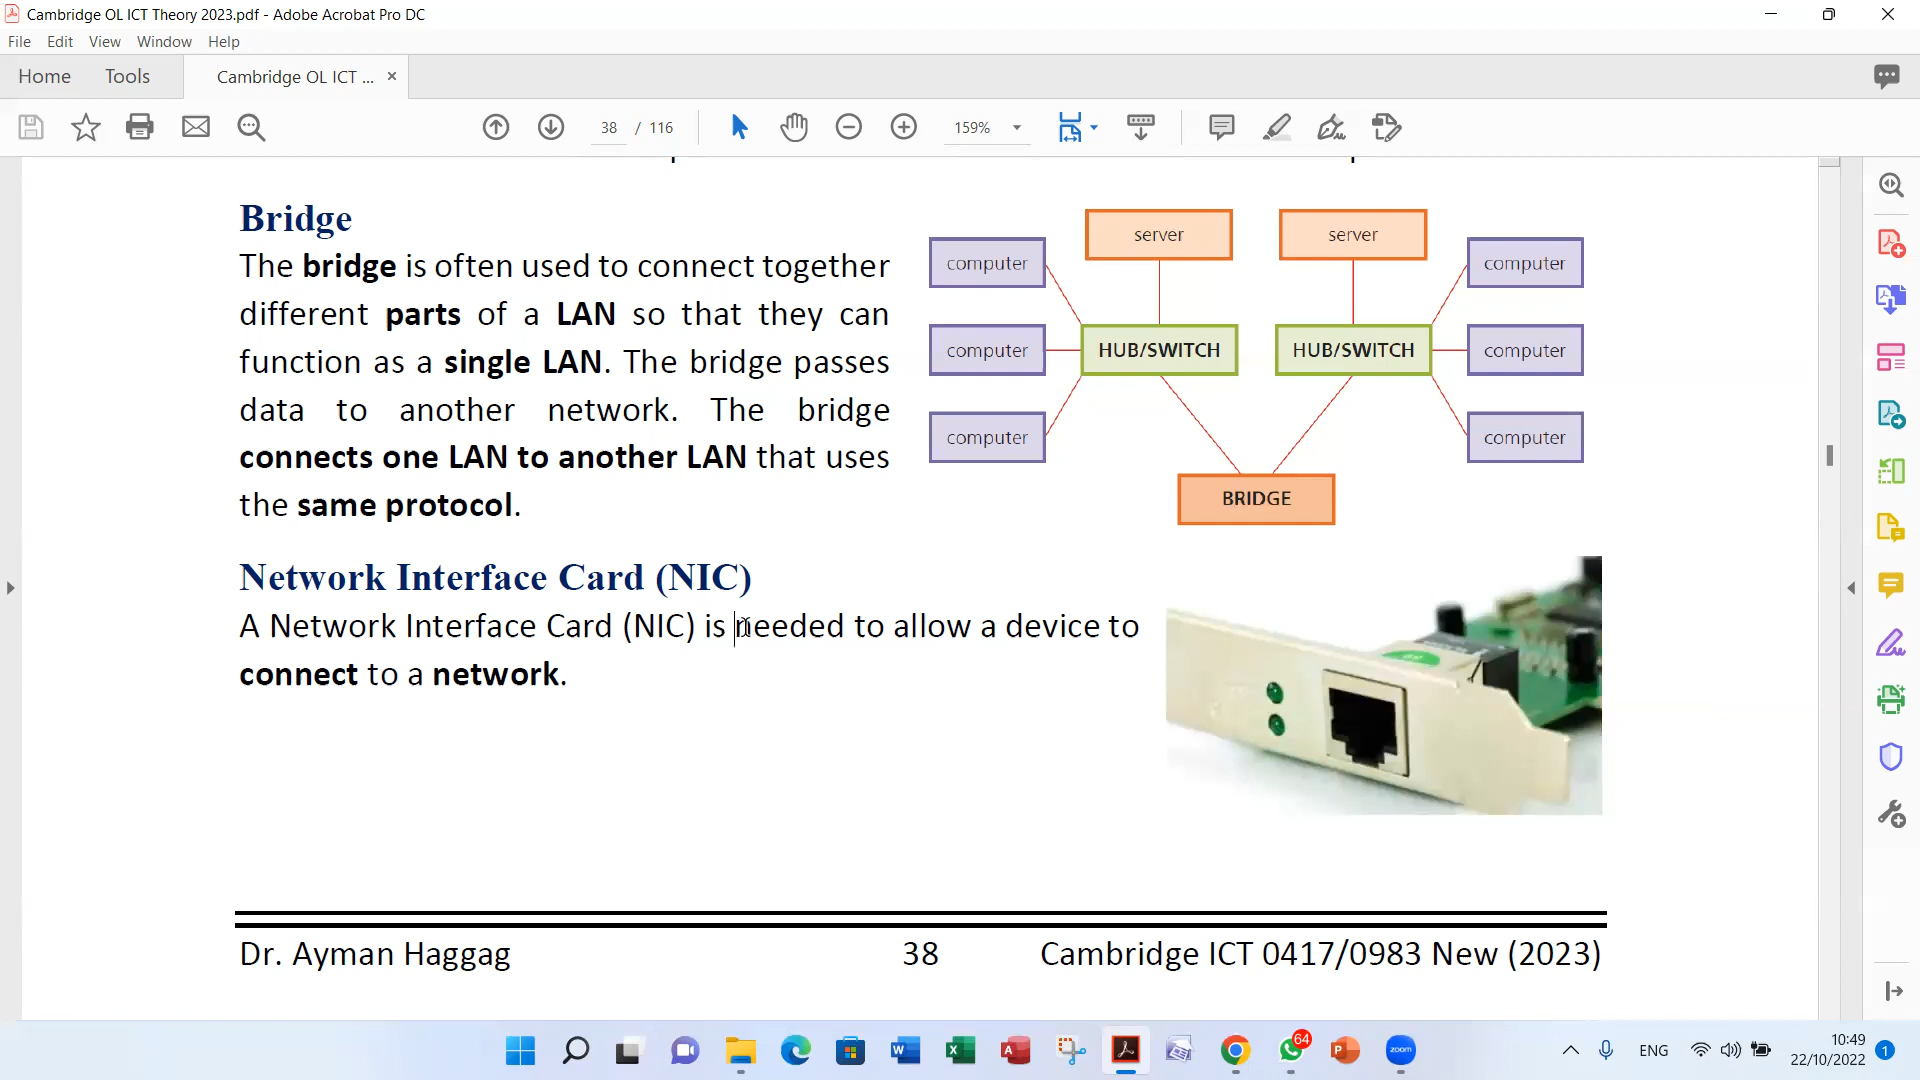 Cambridge OL ICT Theory 2023.pdf - Adobe Acrobat Pro DC
File Edit View Window Help
Home Tools Cambridge OL ICT ... ×
38 / 116 159%
Bridge
The bridge is often used to connect together
different parts of a LAN so that they can
function as a single LAN. The bridge passes
data to another network. The bridge
connects one LAN to another LAN that uses
the same protocol.
server server
computer computer
computer HUB/SWITCH HUB/SWITCH computer
computer computer
BRIDGE
Network Interface Card (NIC)
A Network Interface Card (NIC) is needed to allow a device to
connect to a network.
Dr. Ayman Haggag 38 Cambridge ICT 0417/0983 New (2023)
64
zoom
ENG
10:49
22/10/2022
1